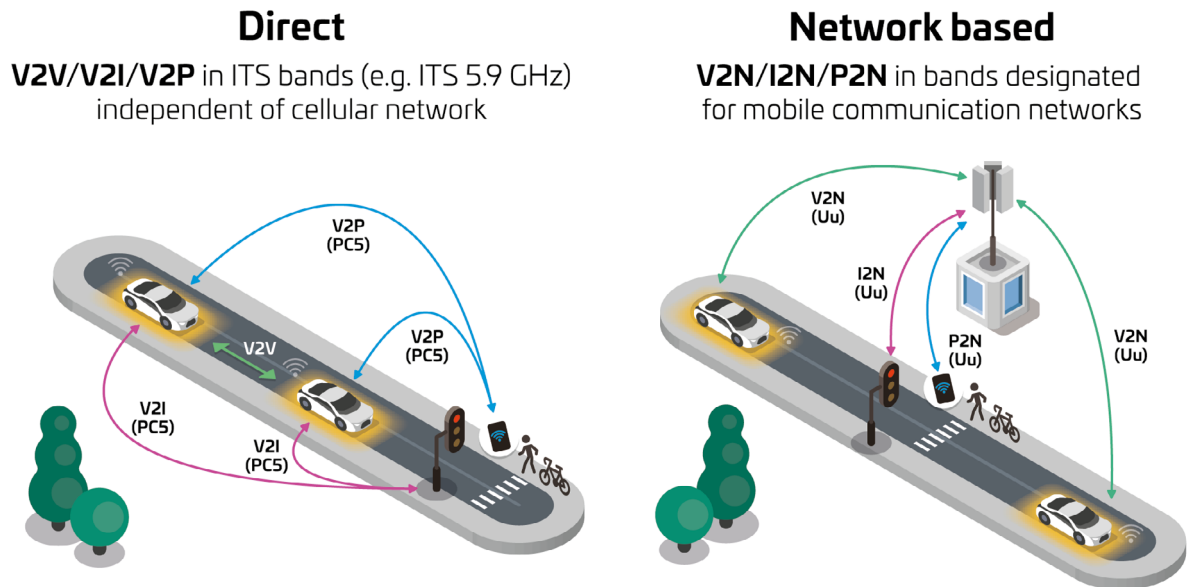 Direct
V2V/V2I/V2P in ITS bands (e.g. ITS 5.9 GHz)
independent of cellular network
V2P
(PC5)
V2P
(PC5)
V2V
V2I
(PC5)
V2I
(PC5)
Network based
V2N/I2N/P2N in bands designated
for mobile communication networks
V2N
(Uu)
I2N
(Uu)
P2N
(Uu)
V2N
(Uu)